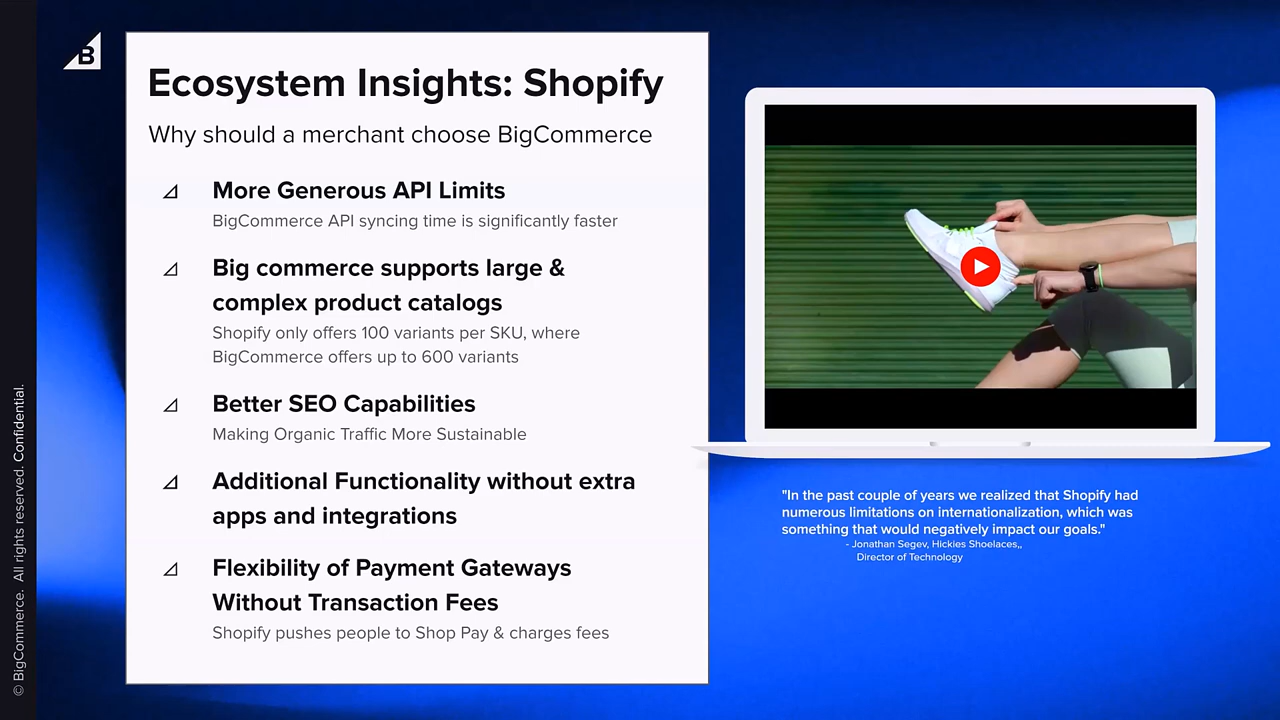 B
Ecosystem Insights: Shopify
Why should a merchant choose BigCommerce
More Generous API Limits
BigCommerce API syncing time is significantly faster
Big commerce supports large &
complex product catalogs
Shopify only offers 100 variants per SKU, where
BigCommerce offers up to 600 variants
Better SEO Capabilities
Making Organic Traffic More Sustainable
Additional Functionality without extra
apps and integrations
Flexibility of Payment Gateways
Without Transaction Fees
Shopify pushes people to Shop Pay & charges fees
"In the past couple of years we realized that Shopify had
numerous limitations on internationalization, which was
something that would negatively impact our goals."
- Jonathan Segev, Hickies Shoelaces,,
Director of Technology
© BigCommerce. All rights reserved. Confidential.